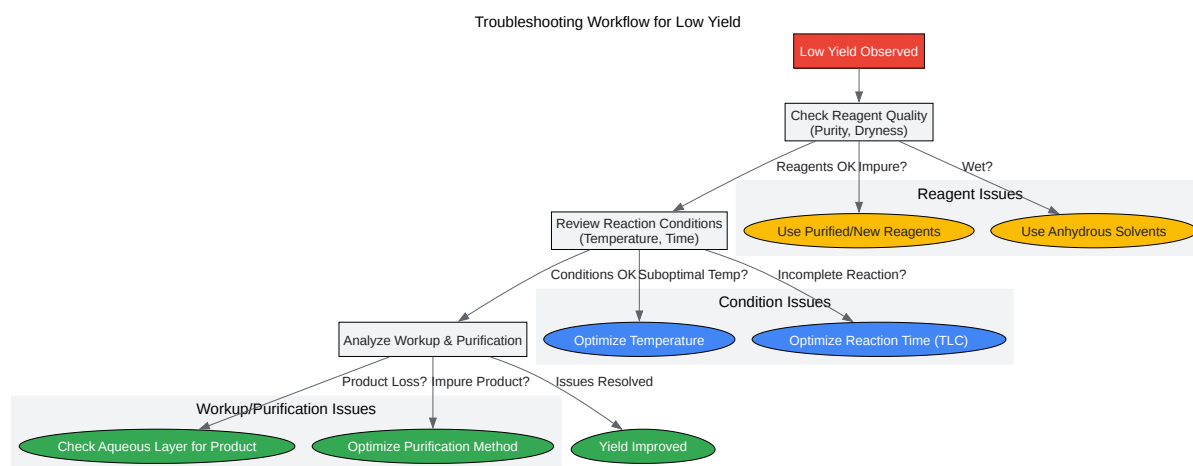 Troubleshooting Workflow for Low Yield
Low Yield Observed
Check Reagent Quality
(Purity, Dryness)
Reagents OK
Impure?
Wet?
Reagent Issues
Review Reaction Conditions
(Temperature, Time)
Use Purified/New Reagents
Use Anhydrous Solvents
Conditions OK
Suboptimal Temp?
Incomplete Reaction?
Condition Issues
Analyze Workup & Purification
Optimize Temperature
Optimize Reaction Time (TLC)
Product Loss?
Impure Product?
Issues Resolved
Workup/Purification Issues
Check Aqueous Layer for Product
Optimize Purification Method
Yield Improved